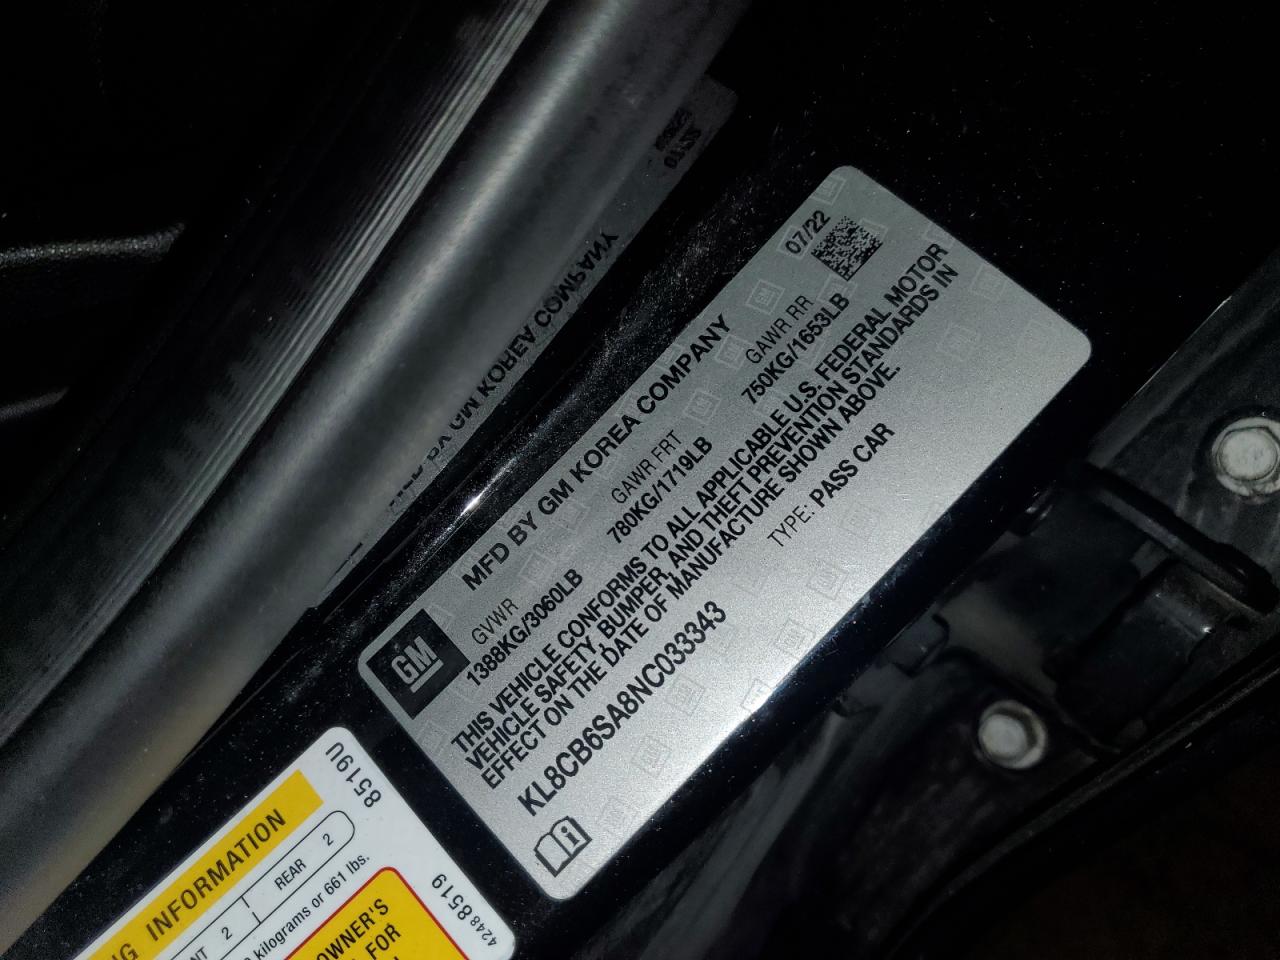 GM
MFD BY GM KOREA COMPANY
07/22
GVWR
GAWR FRT
GAWR RR
1388KG/3060LB
780KG/1719LB
750KG/1653LB
THIS VEHICLE CONFORMS TO ALL APPLICABLE U.S. FEDERAL MOTOR
VEHICLE SAFETY, BUMPER, AND THEFT PREVENTION STANDARDS IN
EFFECT ON THE DATE OF MANUFACTURE SHOWN ABOVE.
KL8CB6SA8NC033343
TYPE: PASS CAR
i
8519U
INFORMATION
2
REAR 2
kilograms or 661 lbs.
OWNER'S
FOR
4248 8519
GM KOREA COMPANY